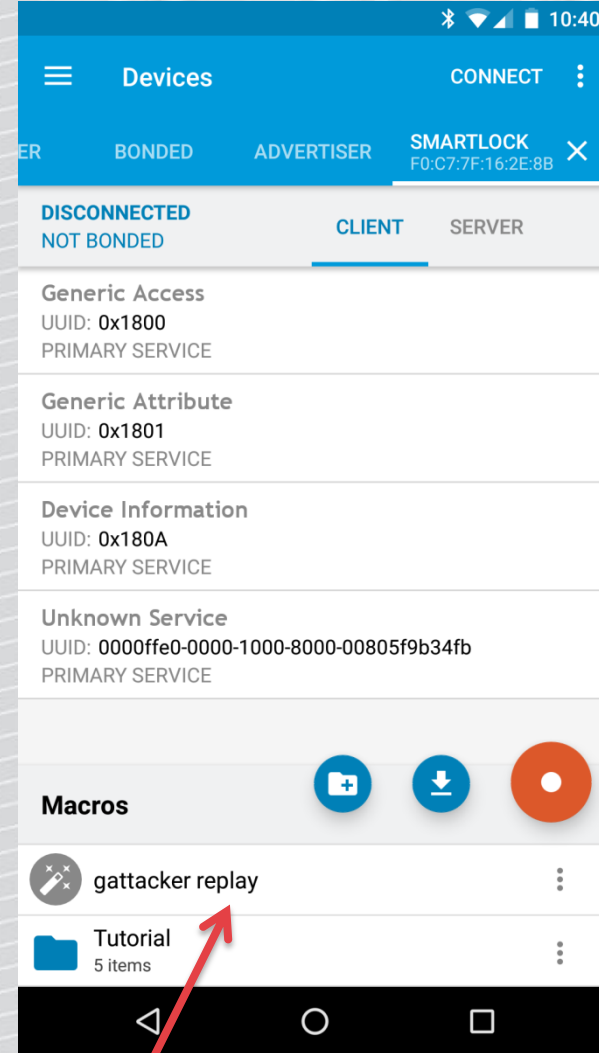 10:40
Devices
CONNECT
ER
BONDED
ADVERTISER
SMARTLOCK
F0:C7:7F:16:2E:8B
DISCONNECTED
NOT BONDED
CLIENT
SERVER
Generic Access
UUID: 0x1800
PRIMARY SERVICE
Generic Attribute
UUID: 0x1801
PRIMARY SERVICE
Device Information
UUID: 0x180A
PRIMARY SERVICE
Unknown Service
UUID: 0000ffe0-0000-1000-8000-00805f9b34fb
PRIMARY SERVICE
Macros
gattacker replay
Tutorial
5 items